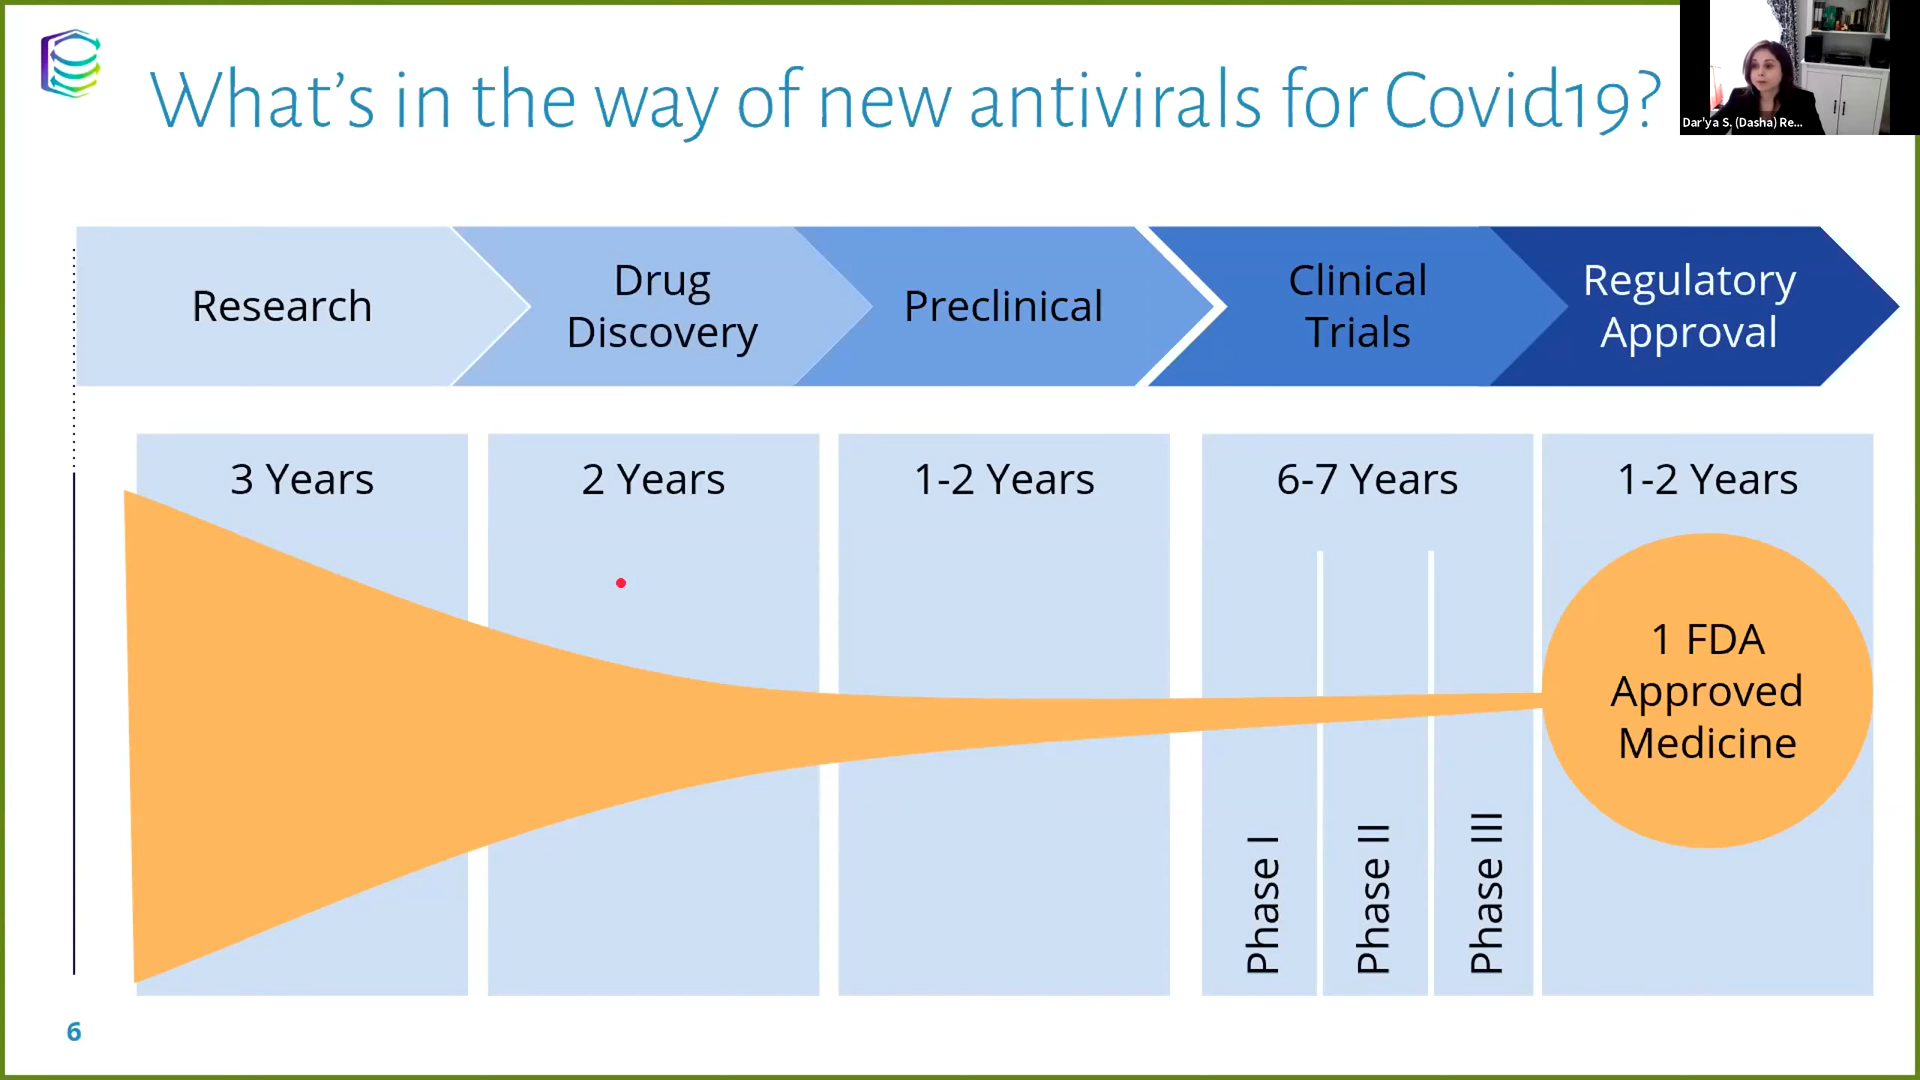 What's in the way of new antivirals for Covid19?
Dar'ya S. (Dasha) Re...
Research
Drug
Discovery
Preclinical
Clinical
Trials
Regulatory
Approval
3 Years
2 Years
1-2 Years
6-7 Years
1-2 Years
1 FDA
Approved
Medicine
Phase I
Phase II
Phase III
6